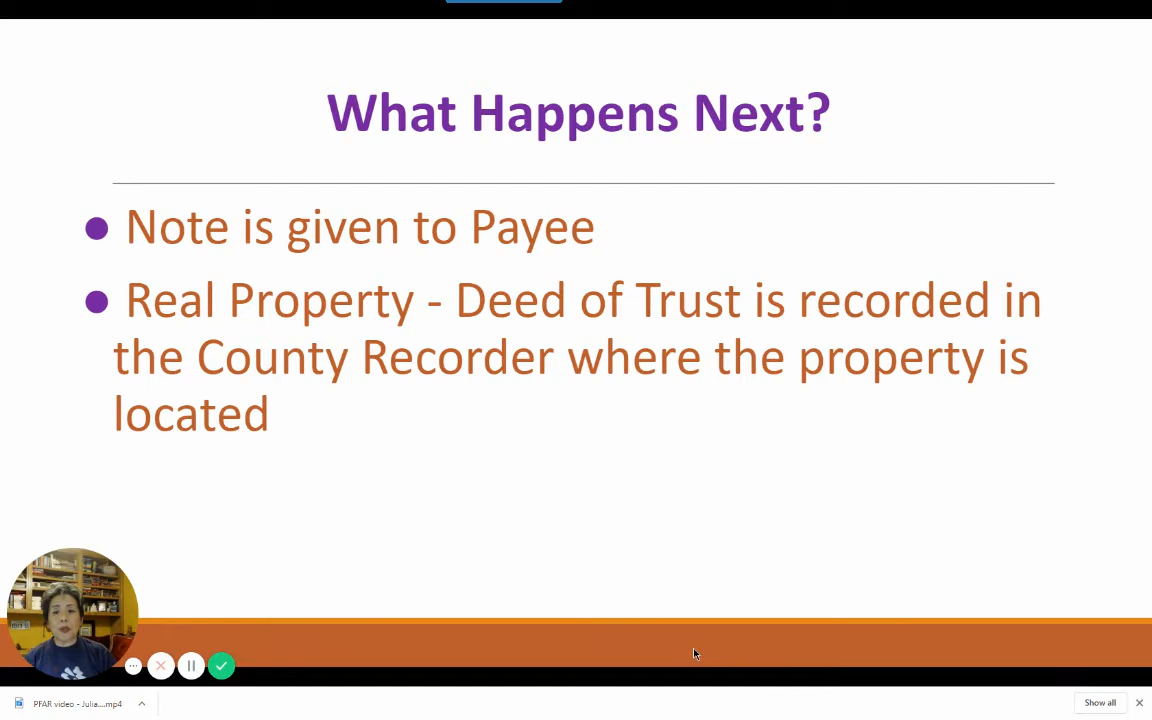 What Happens Next?
● Note is given to Payee
● Real Property - Deed of Trust is recorded in
the County Recorder where the property is
located
PFAR video - Julia....mp4
Show all